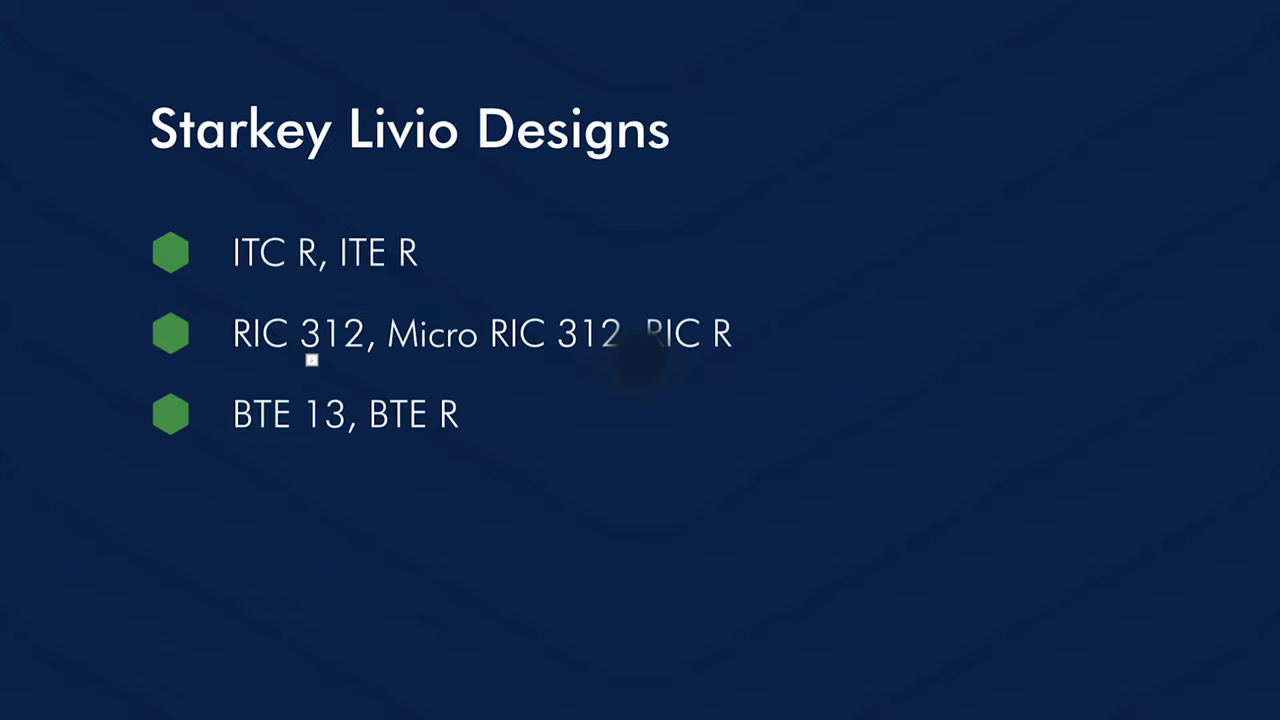 Starkey Livio Designs
ITC R, ITE R
RIC 312, Micro RIC 312, RIC R
BTE 13, BTE R